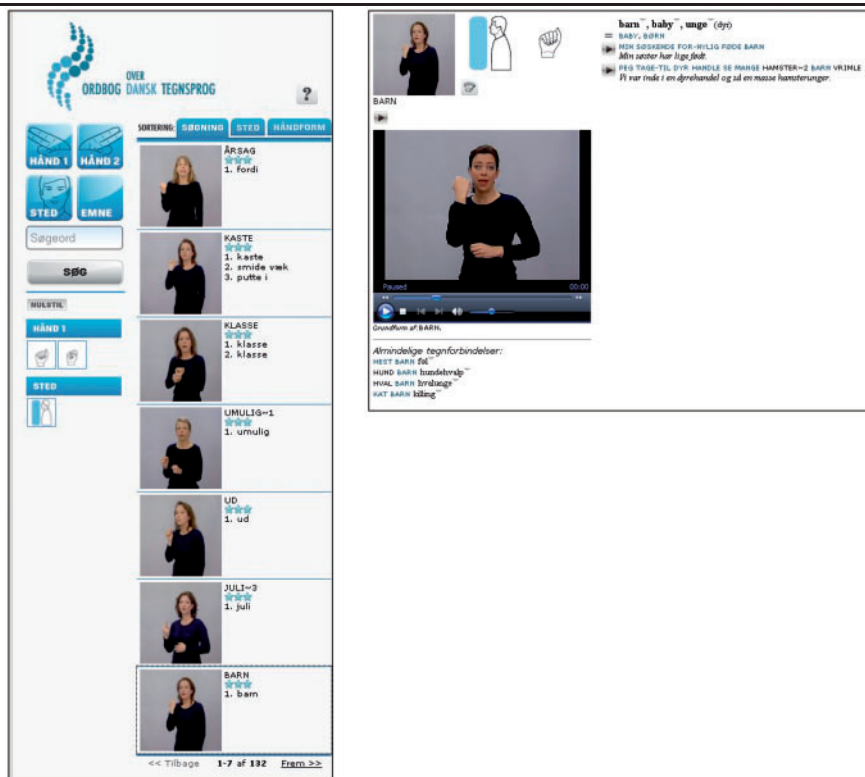 OVER
ORDBOG DANSK TEGNSPROG
?
HÅND 1
HÅND 2
STED
EMNE
Søgeord
SØG
NULSTIL
HÅND 1
STED
SORTERING: SØGNING STED HÅNDFORM
ÅRSAG
1. fordi
KASTE
1. kaste
2. smide væk
3. putte i
KLASSE
1. klasse
2. klasse
UMULIG~1
1. umulig
UD
1. ud
JULI~3
1. juli
BARN
1. barn
<< Tilbage 1-7 af 132 Frem >>
BARN
Paused 00:00
Grundform af BARN.
Almindelige tegnforbindelser:
HEST BARN føl
HUND BARN hundehvalp
HVAL BARN hvalunge
KAT BARN killing
barn, baby, unge (dyr)
= BABY, BØRN
MIN SØSKENDE FOR-NYLIG FØDE BARN
Min søster har lige født.
PEG TAGE-TIL DYR HANDLE SE MANGE HAMSTER~2 BARN VRIMLE
Vi var inde i en dyrehandel og så en masse hamsterunger.